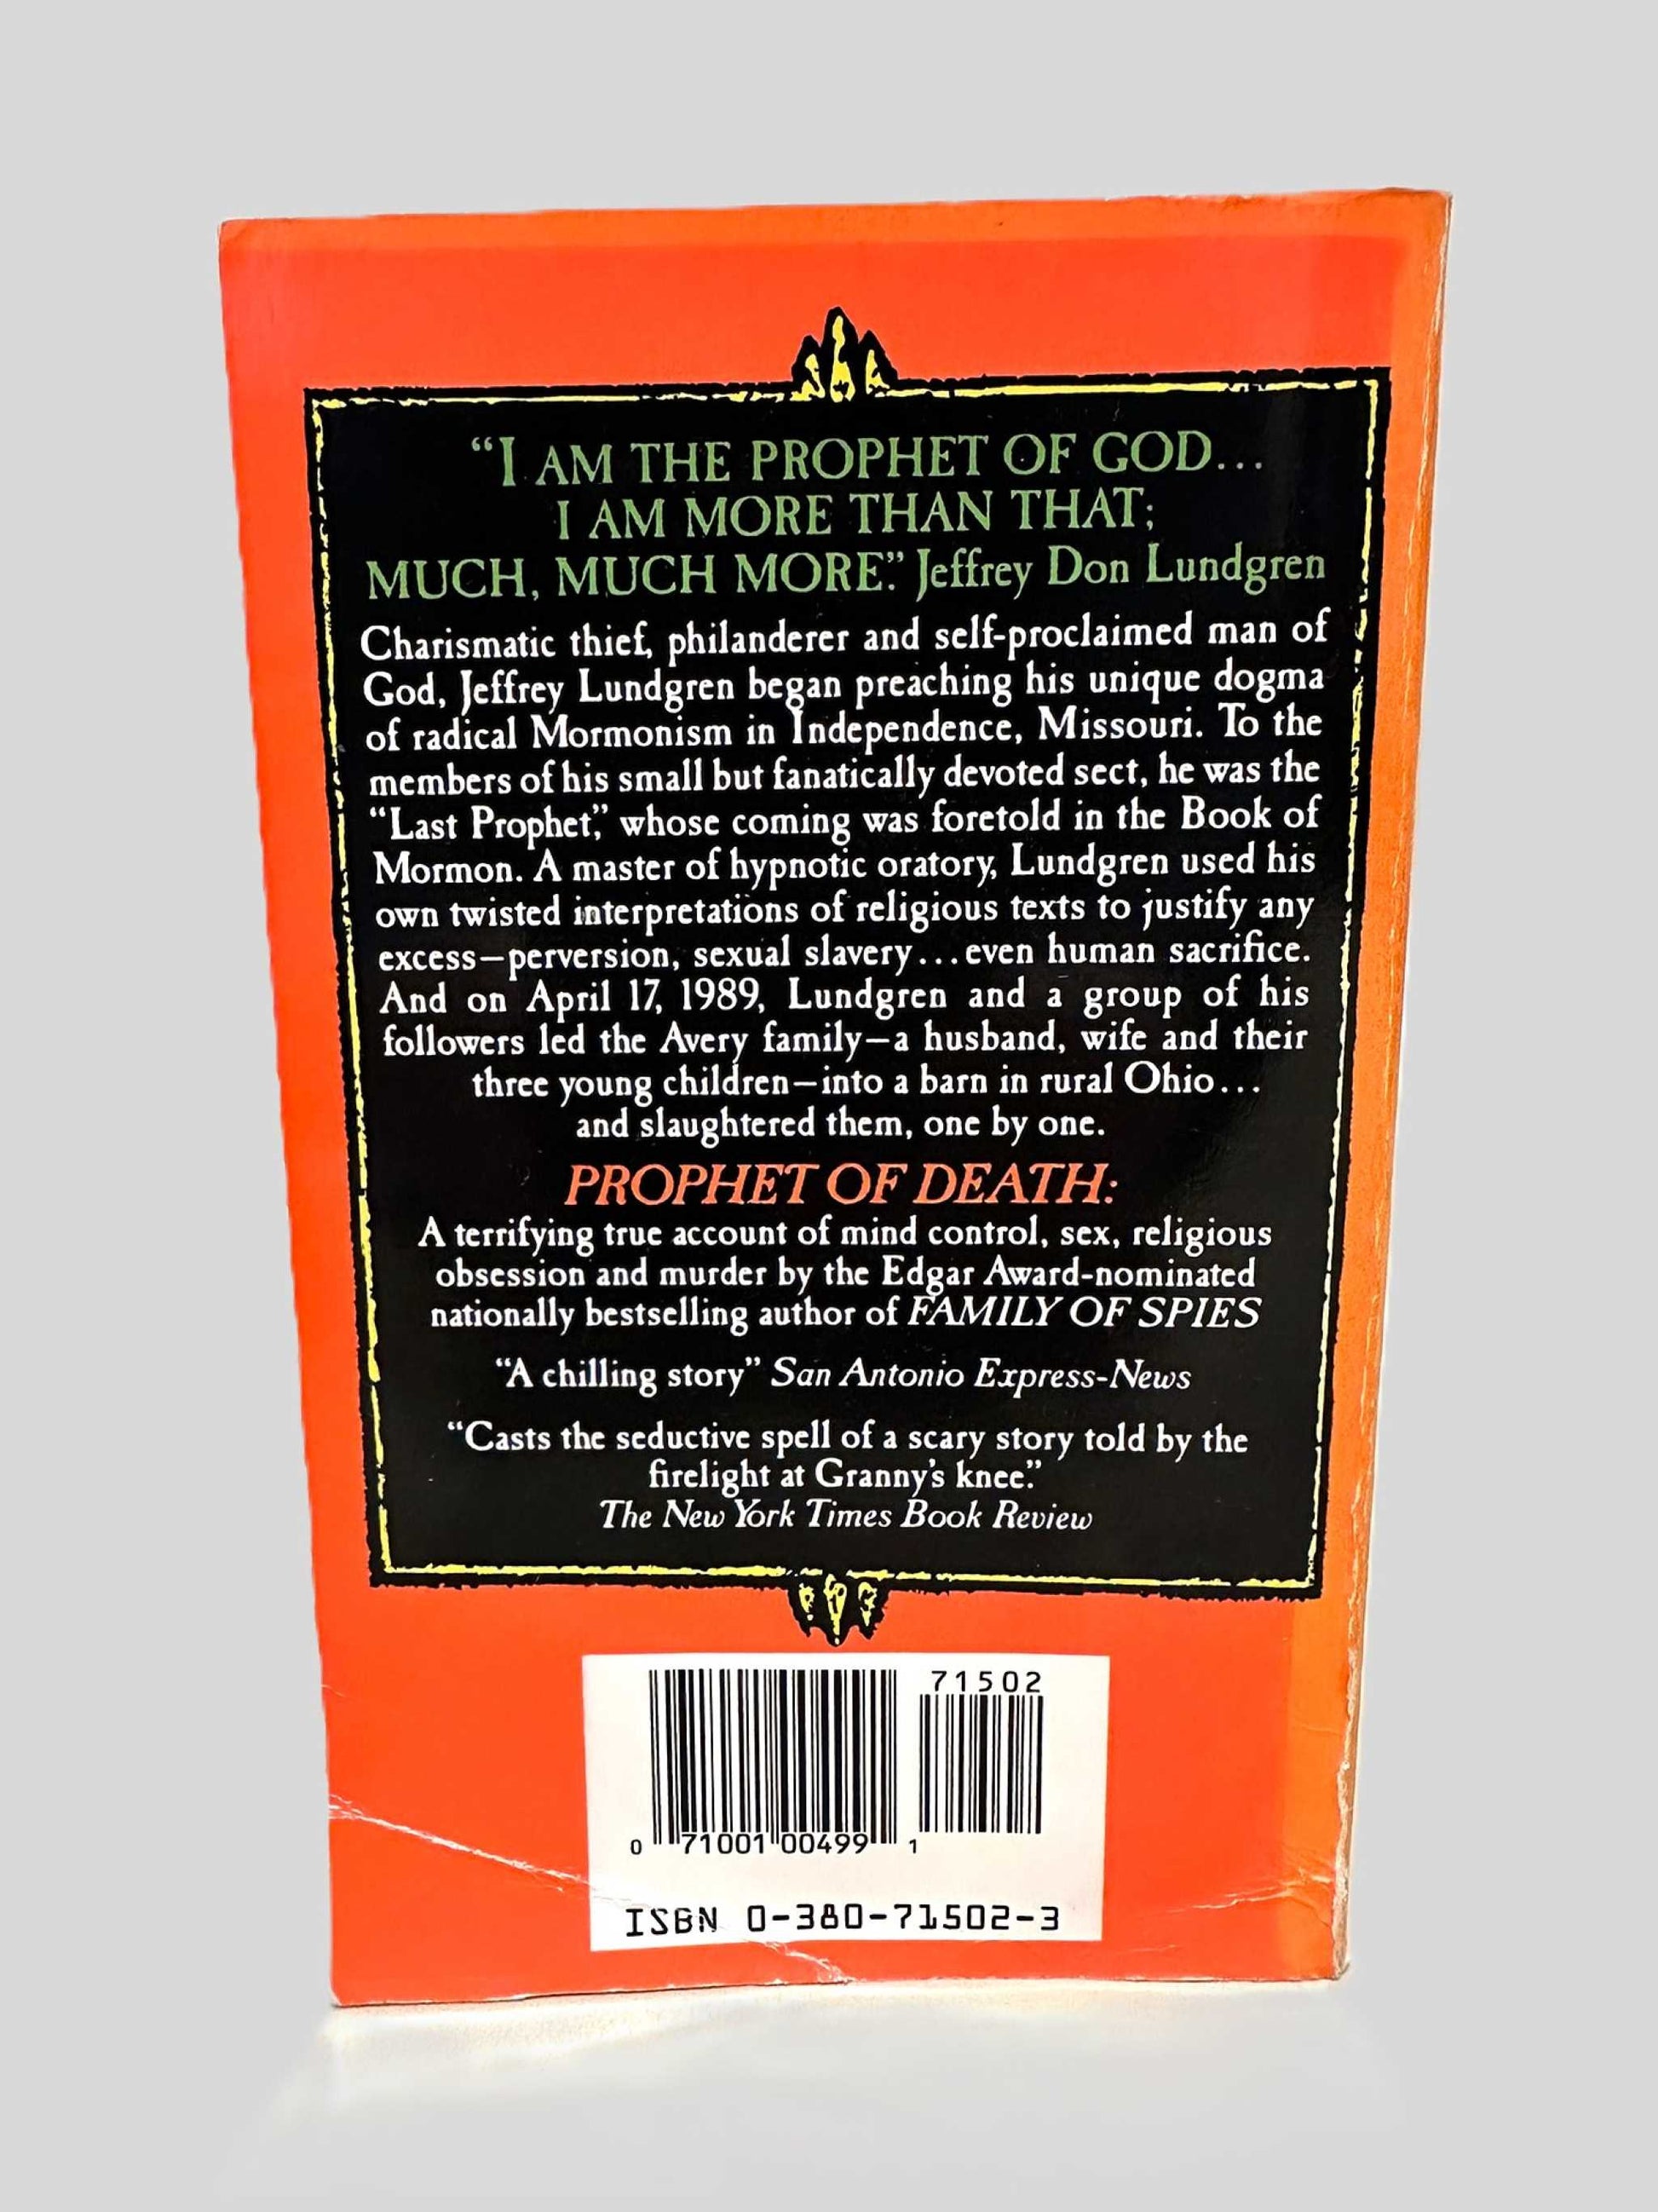 “I AM THE PROPHET OF GOD...
I AM MORE THAN THAT;
MUCH, MUCH MORE.” Jeffrey Don Lundgren
Charismatic thief, philanderer and self-proclaimed man of
God, Jeffrey Lundgren began preaching his unique dogma
of radical Mormonism in Independence, Missouri. To the
members of his small but fanatically devoted sect, he was the
“Last Prophet,” whose coming was foretold in the Book of
Mormon. A master of hypnotic oratory, Lundgren used his
own twisted interpretations of religious texts to justify any
excess—perversion, sexual slavery...even human sacrifice.
And on April 17, 1989, Lundgren and a group of his
followers led the Avery family—a husband, wife and their
three young children—into a barn in rural Ohio...
and slaughtered them, one by one.
PROPHET OF DEATH:
A terrifying true account of mind control, sex, religious
obsession and murder by the Edgar Award-nominated
nationally bestselling author of FAMILY OF SPIES
“A chilling story” San Antonio Express-News
“Casts the seductive spell of a scary story told by the
firelight at Granny’s knee.”
The New York Times Book Review
71502
0 71001 00499 1
ISBN 0-380-71502-3